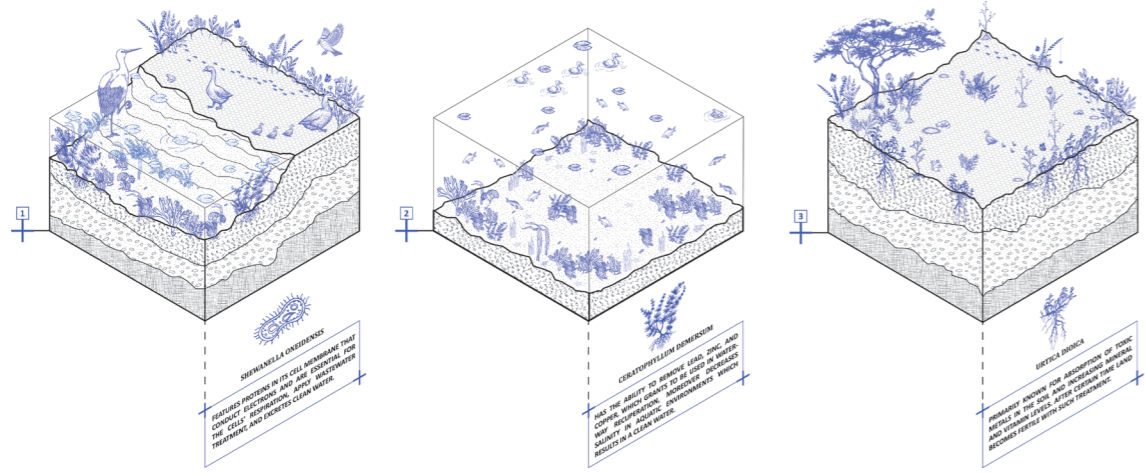 1
SHEWANELLA ONEIDENSIS
FEATURES PROTEINS IN ITS CELL MEMBRANE THAT
CONDUCT ELECTRONS AND ARE ESSENTIAL FOR
THE CELLS' RESPIRATION, APPLY WASTEWATER
TREATMENT, AND EXCRETES CLEAN WATER.
2
CERATOPHYLLUM DEMERSUM
HAS THE ABILITY TO REMOVE LEAD, ZINC, AND
COPPER, WHICH GRANTS TO BE USED IN WATER-
WAY RECUPERATION, MOREOVER DECREASES
SALINITY IN AQUATIC ENVIRONMENTS WHICH
RESULTS IN A CLEAN WATER.
3
URTICA DIOICA
PRIMARILY KNOWN FOR ABSORPTION OF TOXIC
METALS IN THE SOIL AND INCREASING MINERAL
AND VITAMIN LEVELS. AFTER CERTAIN TIME LAND
BECOMES FERTILE WITH SUCH TREATMENT.